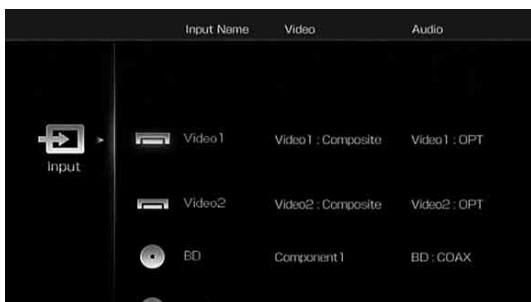 Input Name Video Audio
Input
Video1 Video1 : Composite Video1 : OPT
Video2 Video2 : Composite Video2 : OPT
BD Component1 BD : COAX